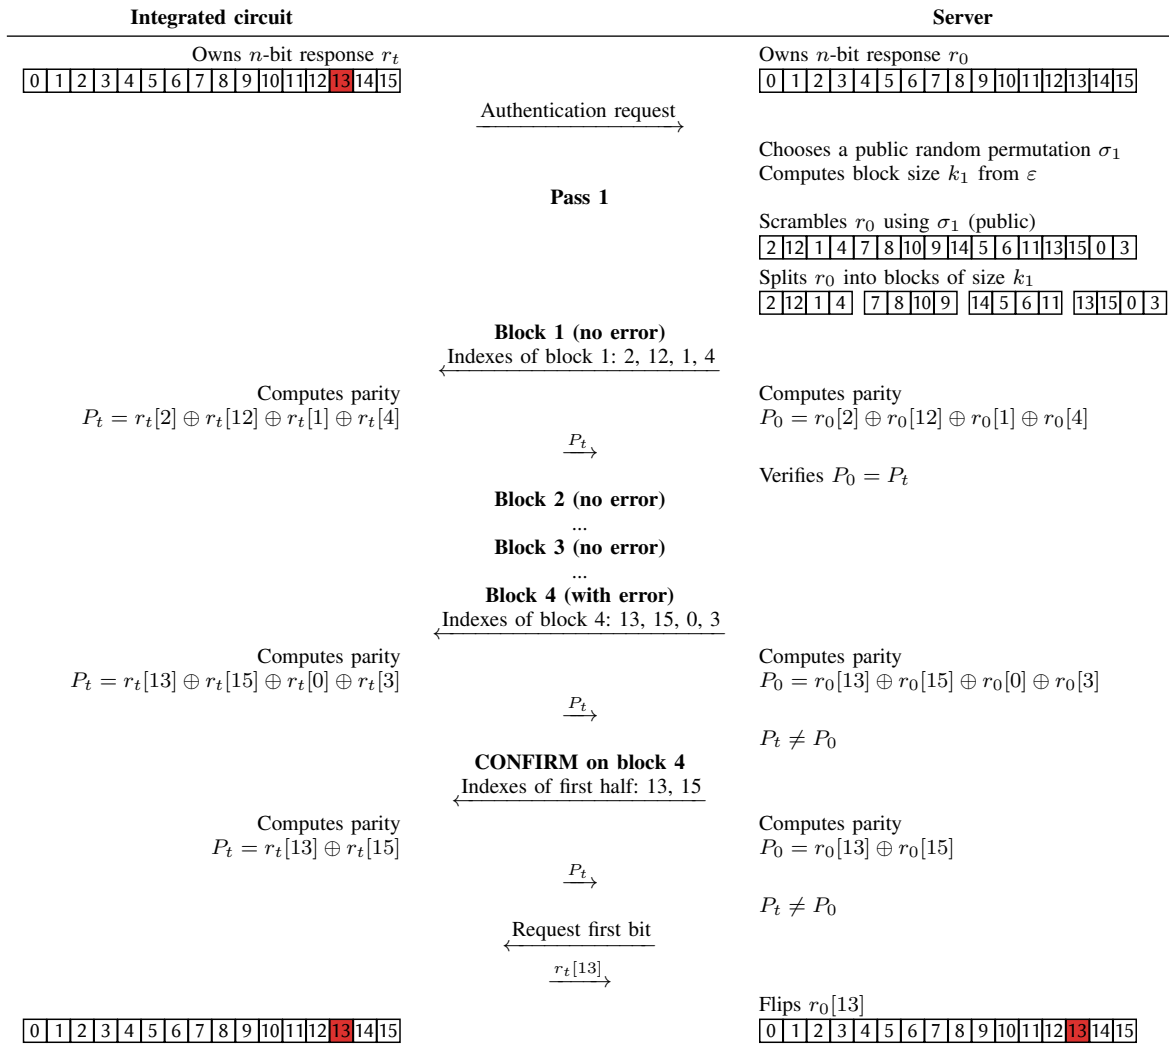 Integrated circuit Server
Owns n-bit response r_t Owns n-bit response r_0
0 1 2 3 4 5 6 7 8 9 10 11 12 13 14 15 0 1 2 3 4 5 6 7 8 9 10 11 12 13 14 15
Authentication request
Chooses a public random permutation σ_1
Computes block size k_1 from ε
Pass 1
Scrambles r_0 using σ_1 (public)
2 12 1 4 7 8 10 9 14 5 6 11 13 15 0 3
Splits r_0 into blocks of size k_1
2 12 1 4 7 8 10 9 14 5 6 11 13 15 0 3
Block 1 (no error)
Indexes of block 1: 2, 12, 1, 4
Computes parity Computes parity
P_t = r_t[2] ⊕ r_t[12] ⊕ r_t[1] ⊕ r_t[4] P_0 = r_0[2] ⊕ r_0[12] ⊕ r_0[1] ⊕ r_0[4]
P_t
Verifies P_0 = P_t
Block 2 (no error)
...
Block 3 (no error)
...
Block 4 (with error)
Indexes of block 4: 13, 15, 0, 3
Computes parity Computes parity
P_t = r_t[13] ⊕ r_t[15] ⊕ r_t[0] ⊕ r_t[3] P_0 = r_0[13] ⊕ r_0[15] ⊕ r_0[0] ⊕ r_0[3]
P_t
P_t ≠ P_0
CONFIRM on block 4
Indexes of first half: 13, 15
Computes parity Computes parity
P_t = r_t[13] ⊕ r_t[15] P_0 = r_0[13] ⊕ r_0[15]
P_t
P_t ≠ P_0
Request first bit
r_t[13]
Flips r_0[13]
0 1 2 3 4 5 6 7 8 9 10 11 12 13 14 15 0 1 2 3 4 5 6 7 8 9 10 11 12 13 14 15